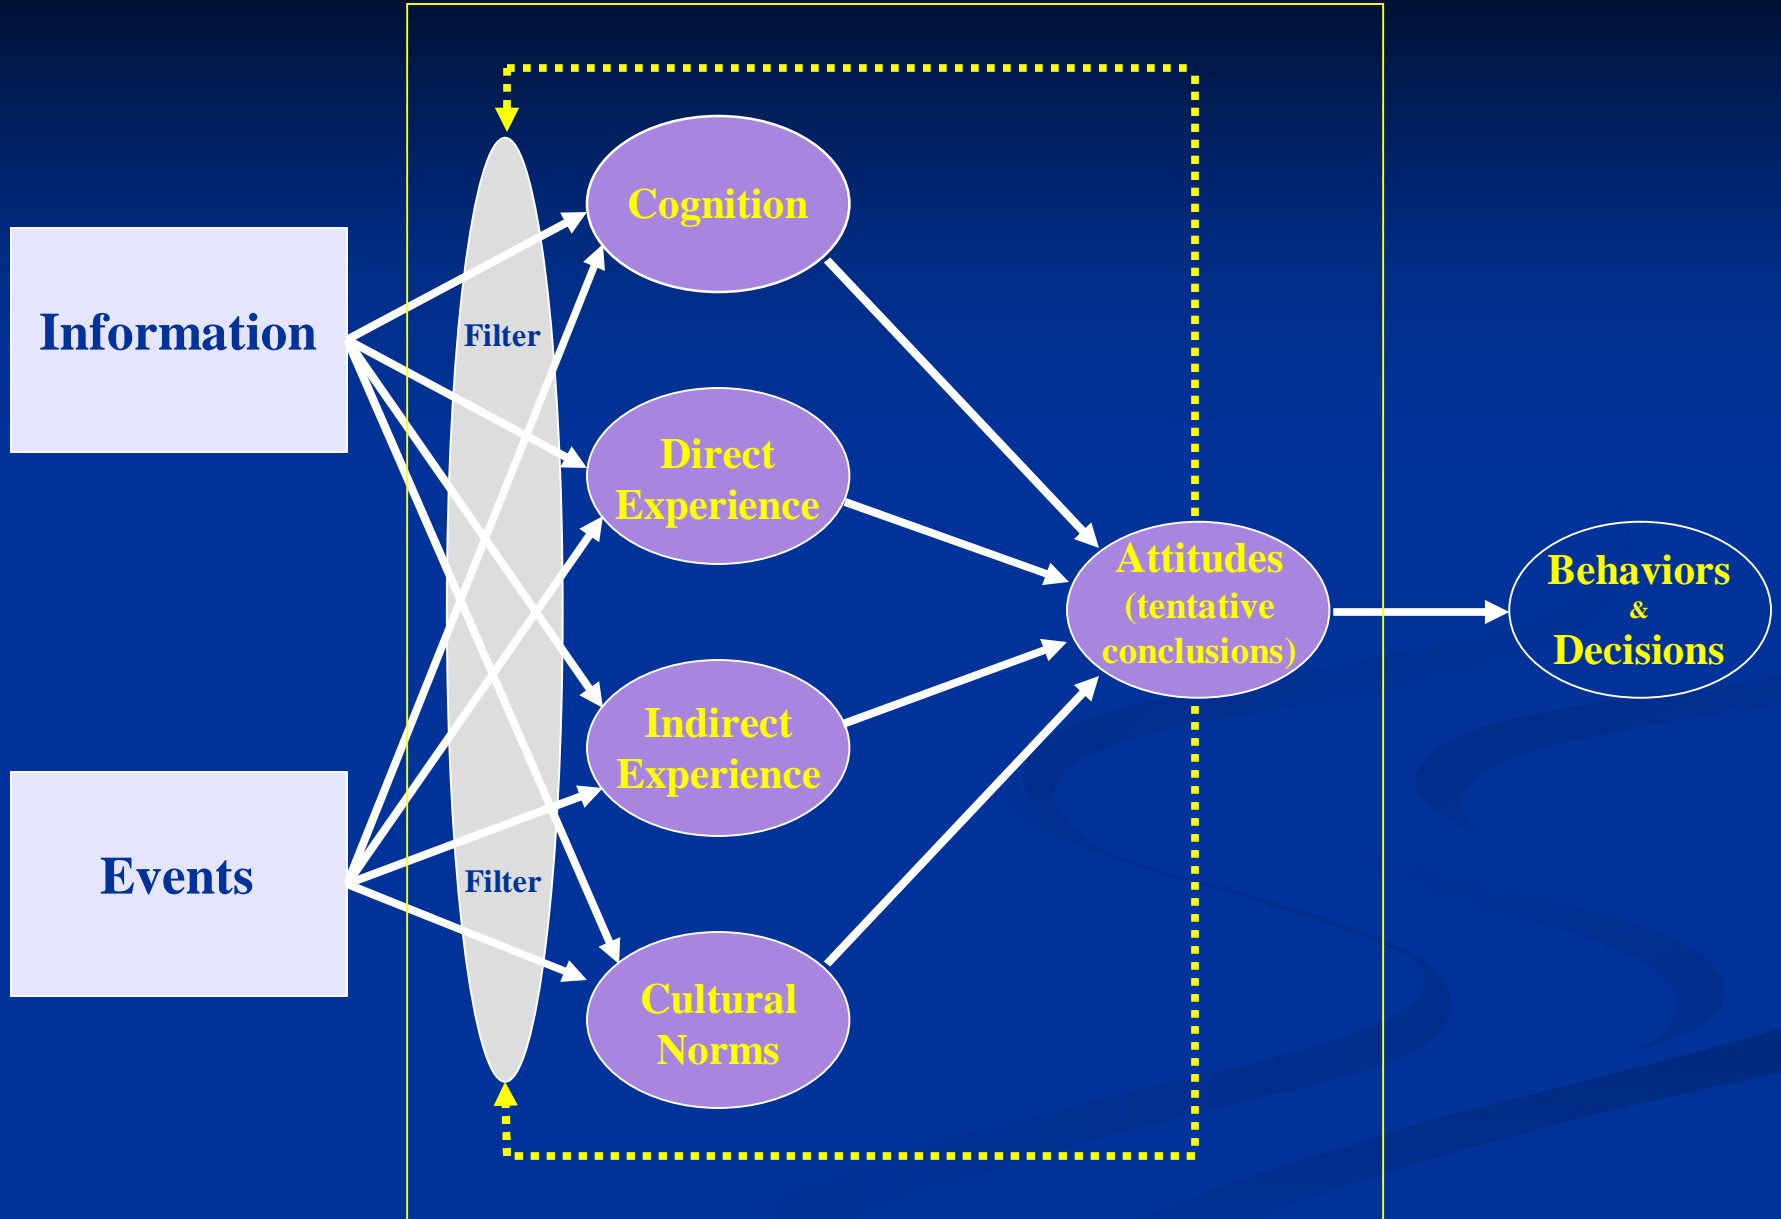 Information
Events
Filter
Filter
Cognition
Direct
Experience
Indirect
Experience
Cultural
Norms
Attitudes
(tentative
conclusions)
Behaviors
&
Decisions